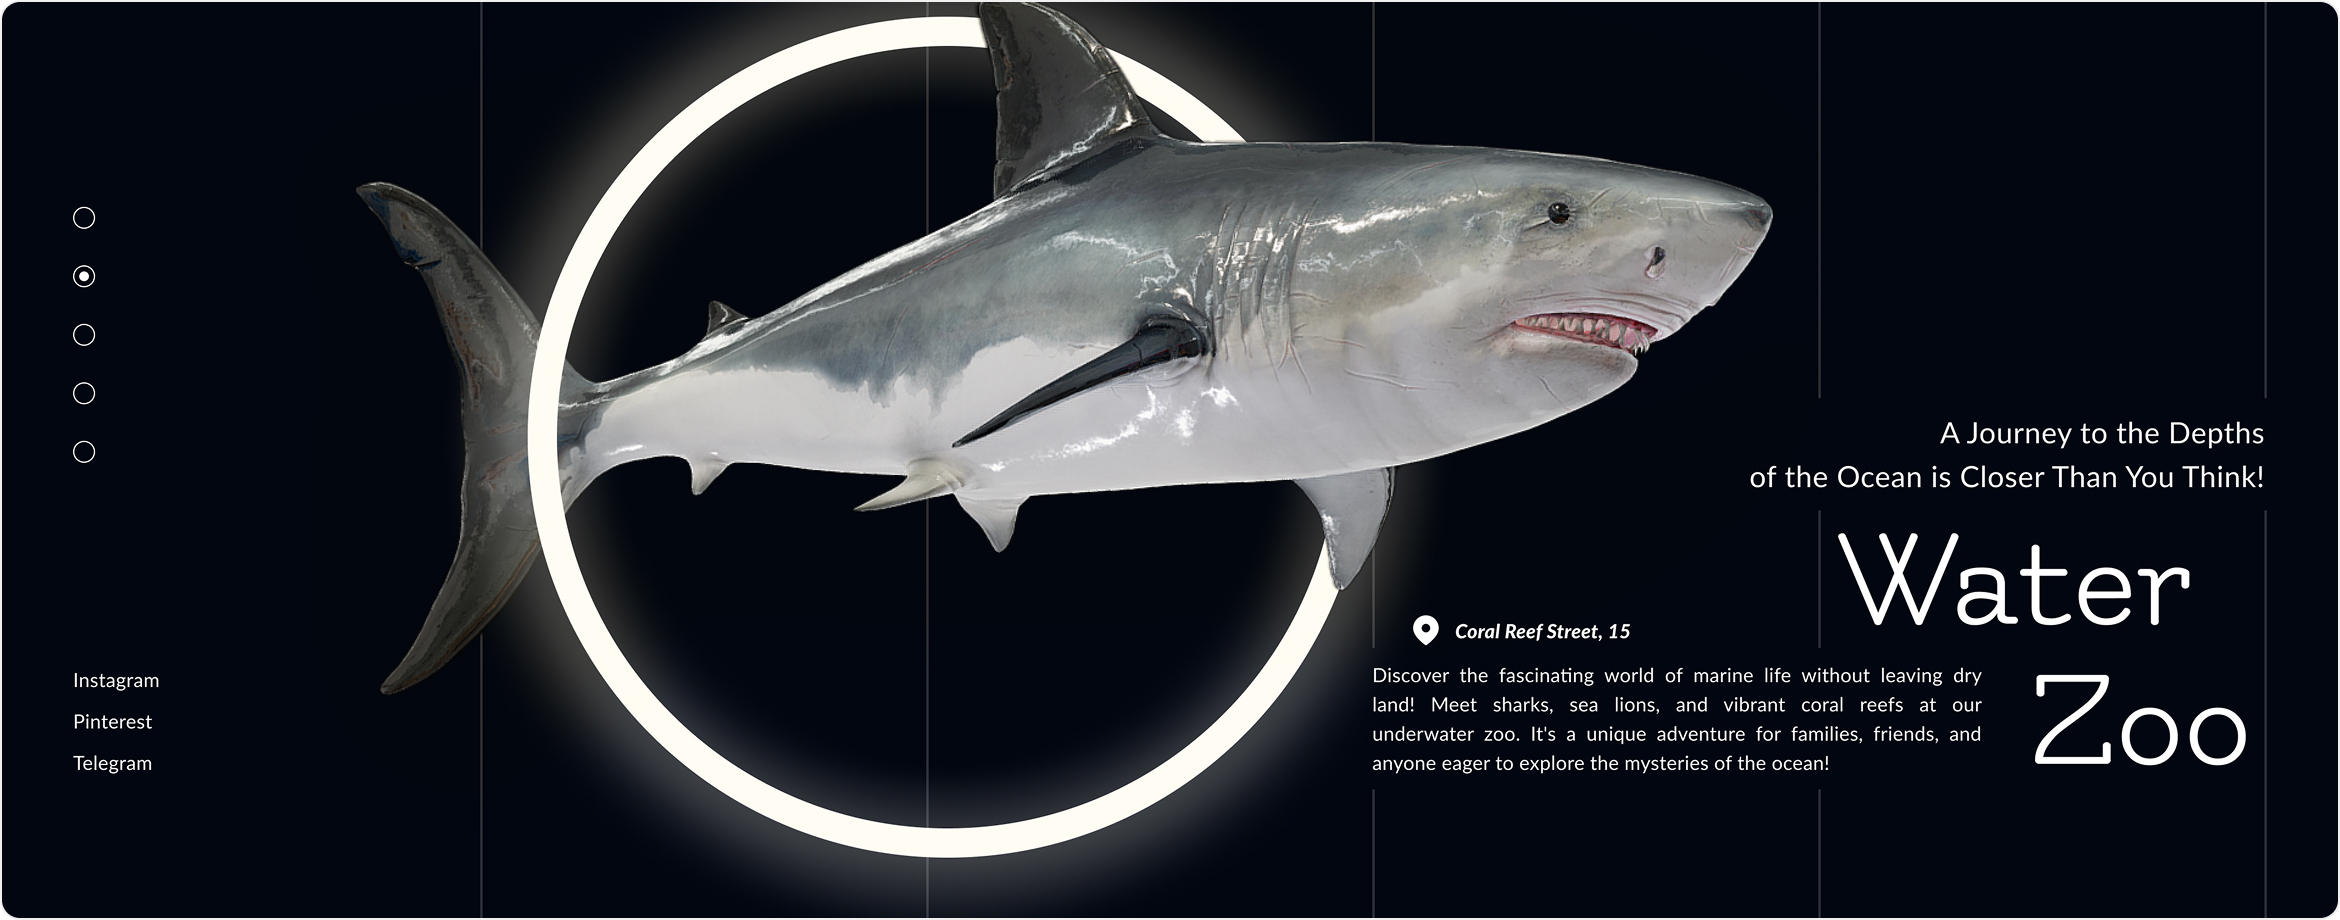 A Journey to the Depths
of the Ocean is Closer Than You Think!
Water
Zoo
Coral Reef Street, 15
Discover the fascinating world of marine life without leaving dry
land! Meet sharks, sea lions, and vibrant coral reefs at our
underwater zoo. It's a unique adventure for families, friends, and
anyone eager to explore the mysteries of the ocean!
Instagram
Pinterest
Telegram